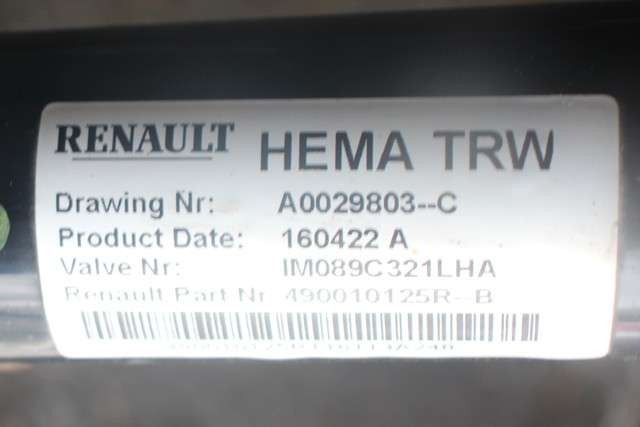 RENAULT HEMA TRW
Drawing Nr: A0029803--C
Product Date: 160422 A
Valve Nr: IM089C321LHA
Renault Part Nr 490010125R--B